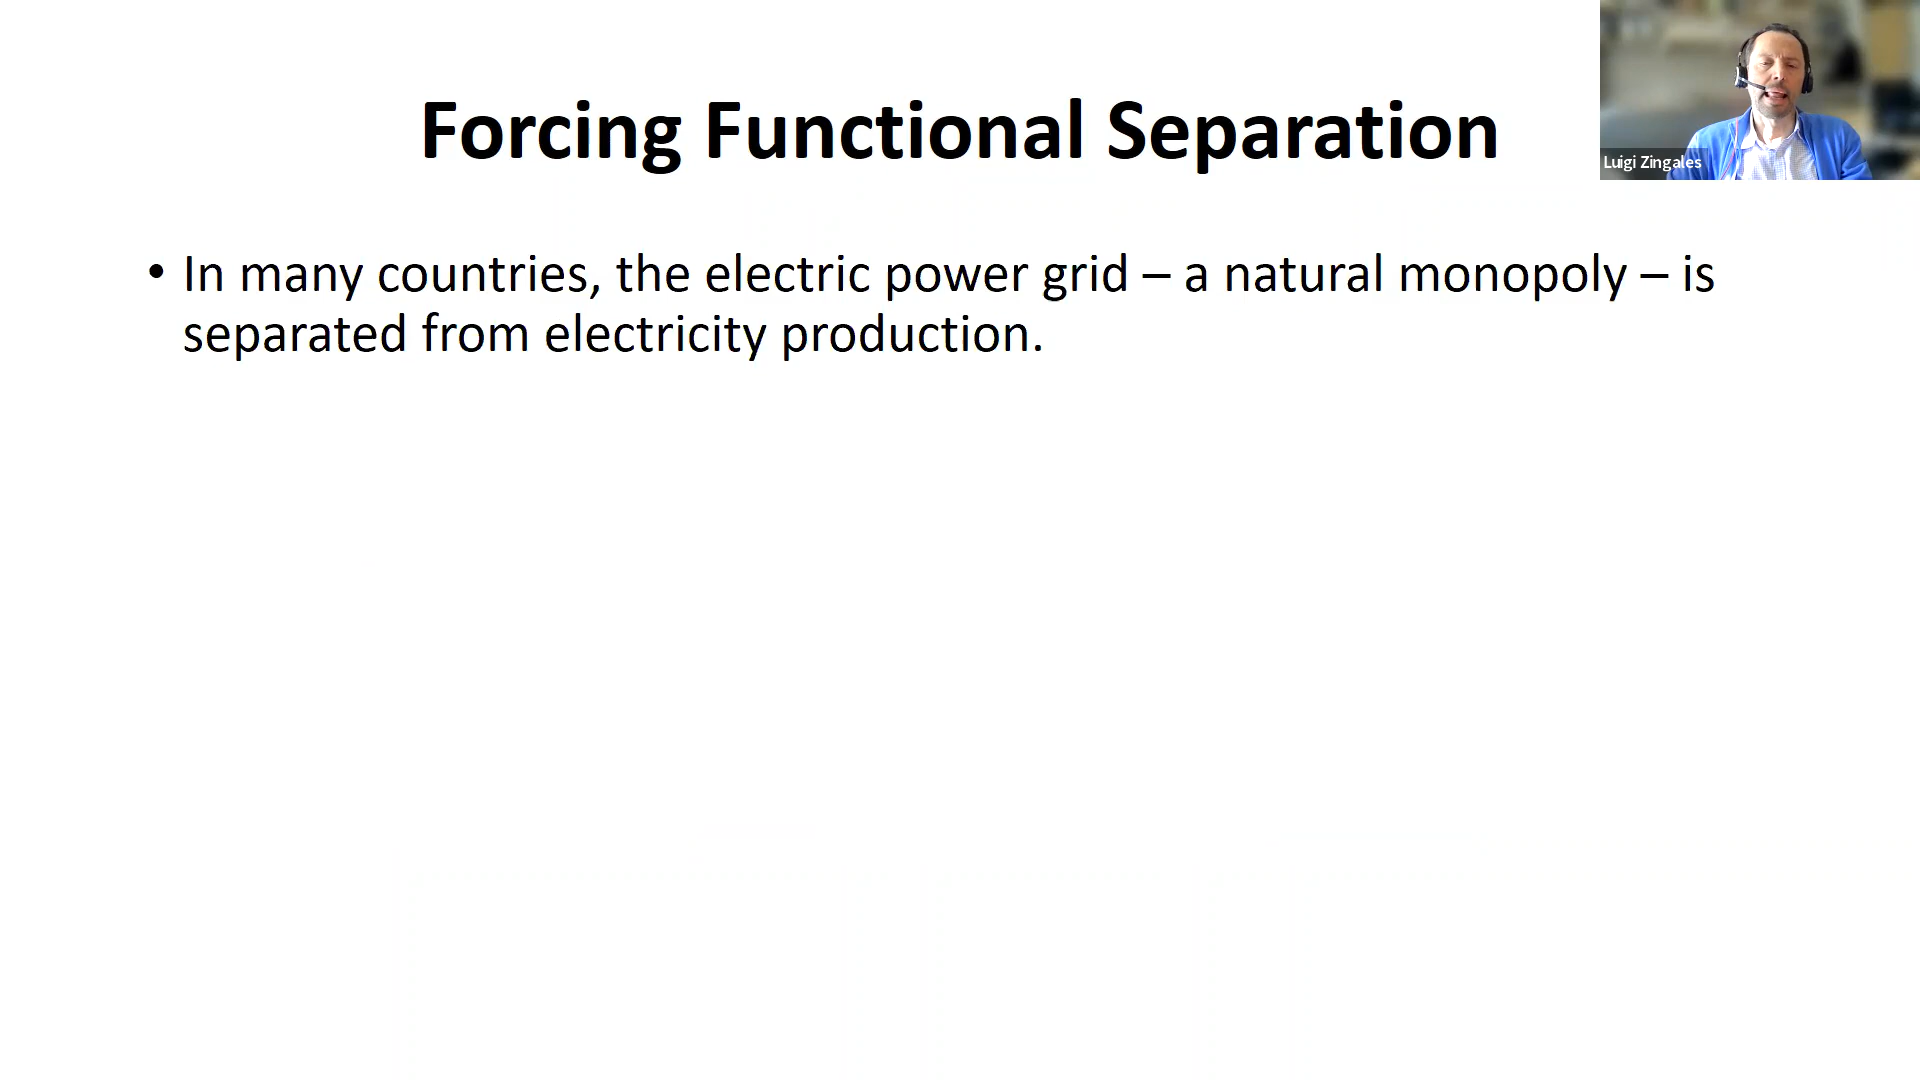 Forcing Functional Separation
Luigi Zingales
• In many countries, the electric power grid – a natural monopoly – is
separated from electricity production.